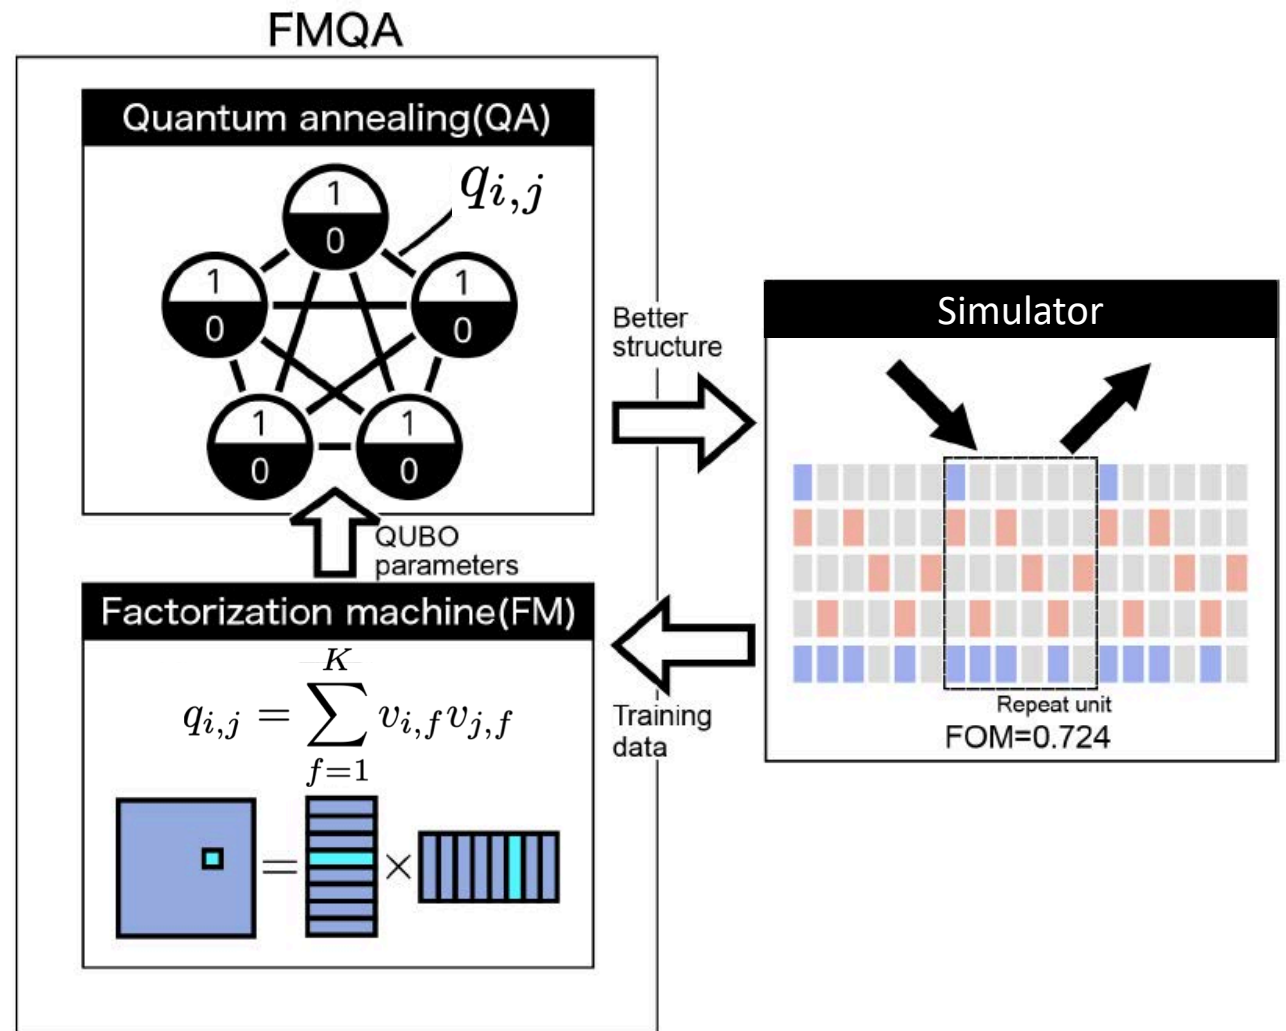 FMQA
Quantum annealing(QA)
q_{i,j}
1
0
1
0
1
0
1
0
1
0
QUBO
parameters
Factorization machine(FM)
q_{i,j} = \sum_{f=1}^{K} v_{i,f} v_{j,f}
= ×
Better
structure
Training
data
Simulator
Repeat unit
FOM=0.724